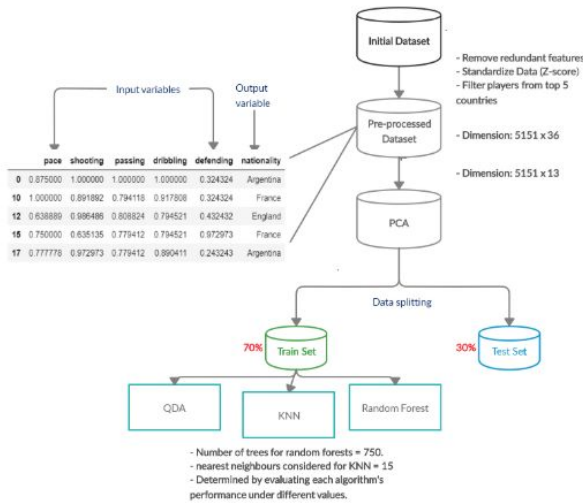 Initial Dataset
- Remove redundant features
- Standardize Data (Z-score)
- Filter players from top 5
countries
Input variables
Output
variable
Pre-processed
Dataset
- Dimension: 5151 x 36
pace shooting passing dribbling defending nationality
0 0.875000 1.000000 1.000000 1.000000 0.324324 Argentina
10 1.000000 0.891892 0.794118 0.917808 0.324324 France
12 0.638889 0.986486 0.808824 0.794521 0.432432 England
15 0.750000 0.635135 0.779412 0.794521 0.972973 France
17 0.777778 0.972973 0.779412 0.890411 0.243243 Argentina
- Dimension: 5151 x 13
PCA
Data splitting
70%
Train Set
30%
Test Set
QDA
KNN
Random Forest
- Number of trees for random forests = 750.
- nearest neighbours considered for KNN = 15
- Determined by evaluating each algorithm's
performance under different values.